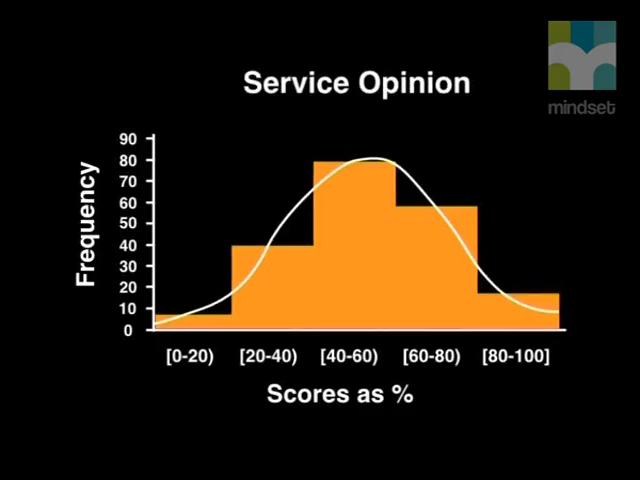 mindset
Service Opinion
Frequency
90
80
70
60
50
40
30
20
10
0
[0-20) [20-40) [40-60) [60-80) [80-100]
Scores as %